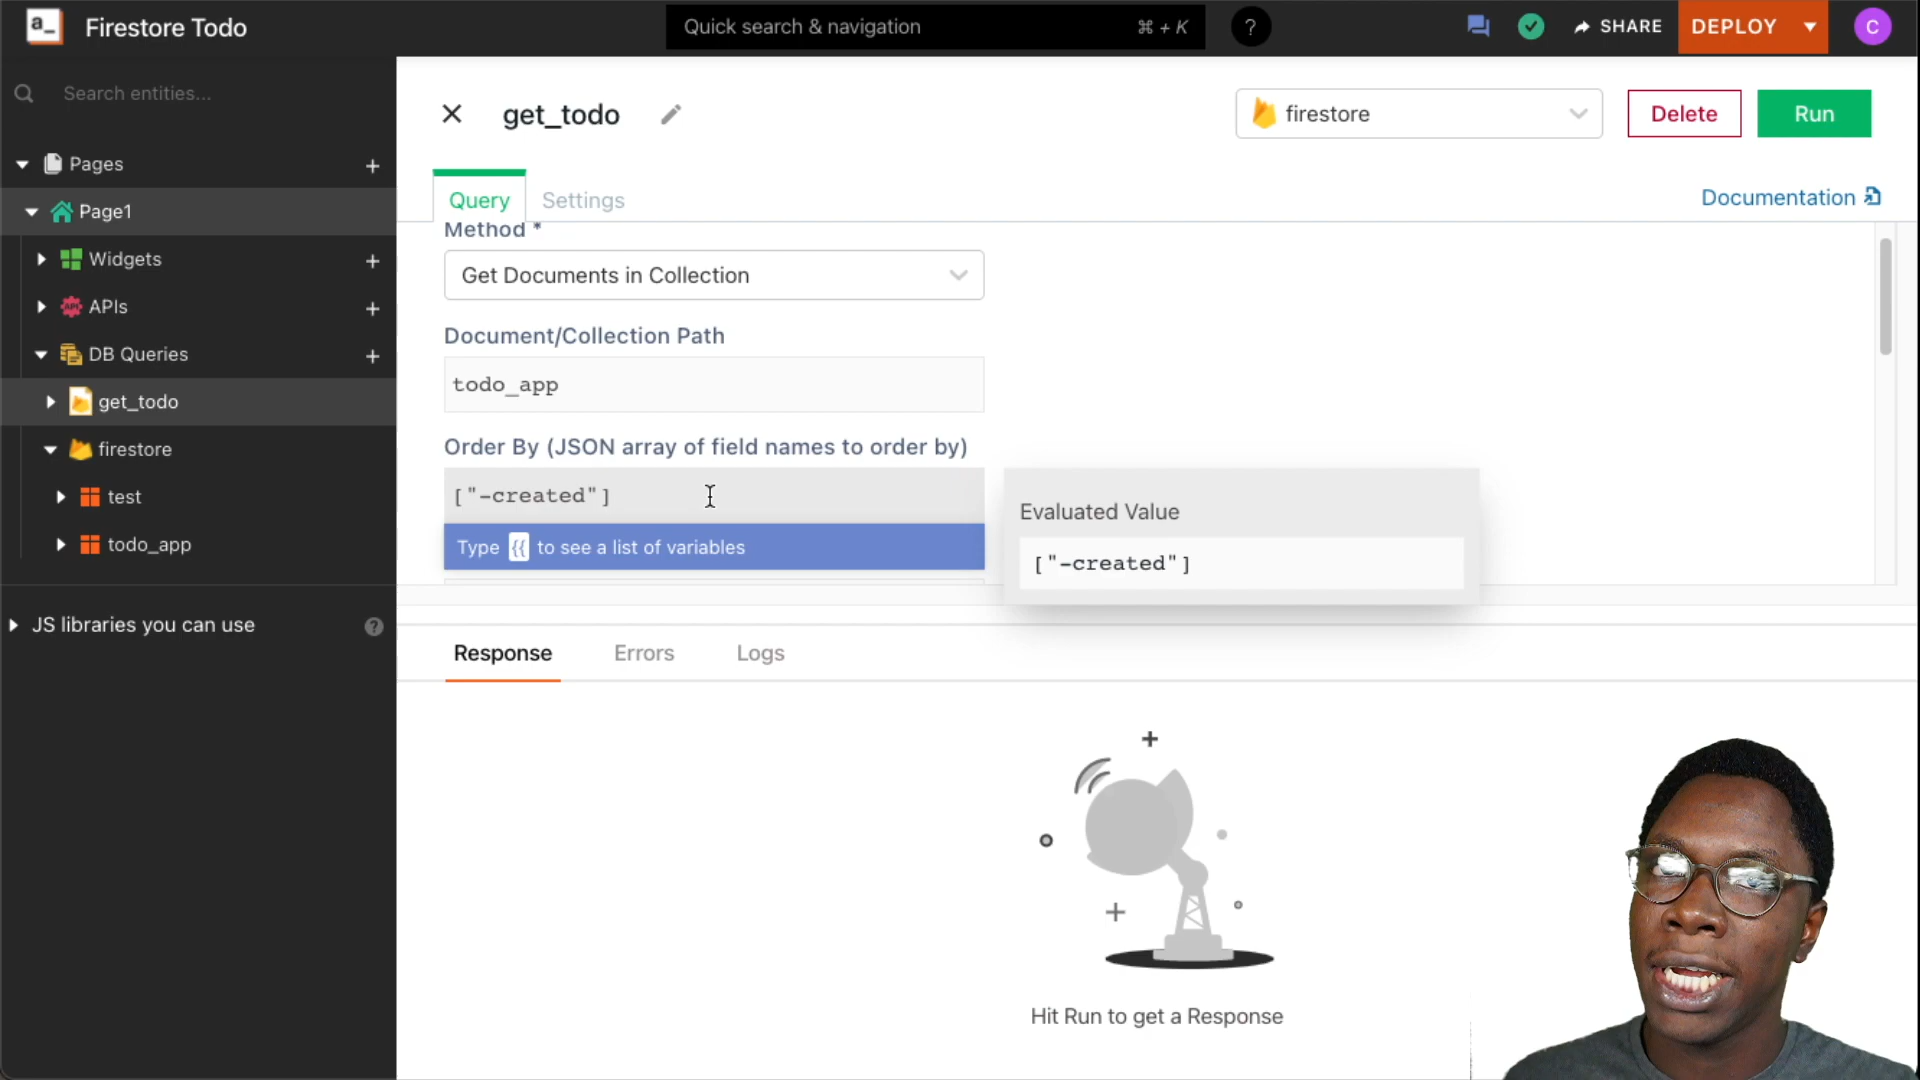 a_
Firestore Todo
Quick search & navigation
⌘ + K
?
SHARE
DEPLOY
C
Search entities...
Pages
+
Page1
Widgets
+
APIs
+
DB Queries
+
get_todo
firestore
test
todo_app
JS libraries you can use
?
get_todo
firestore
Delete
Run
Query
Settings
Documentation
Method *
Get Documents in Collection
Document/Collection Path
todo_app
Order By (JSON array of field names to order by)
["-created"]
Type {{ to see a list of variables
Evaluated Value
["-created"]
Response
Errors
Logs
Hit Run to get a Response